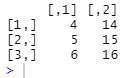 [,1] [,2]
[1,]    4   14
[2,]    5   15
[3,]    6   16
>